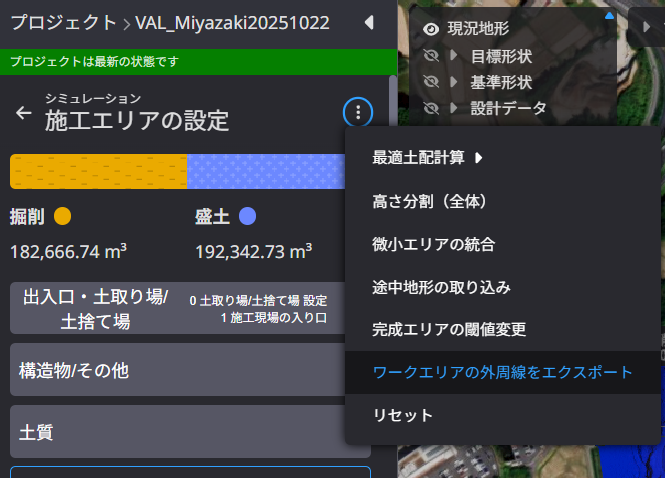 プロジェクト > VAL_Miyazaki20251022
プロジェクトは最新の状態です
シミュレーション
施工エリアの設定
掘削
盛土
182,666.74 m³
192,342.73 m³
出入口・土取り場/
土捨て場
0 土取り場/土捨て場 設定
1 施工現場の入り口
構造物/その他
土質
現況地形
目標形状
基準形状
設計データ
最適土配計算
高さ分割（全体）
微小エリアの統合
途中地形の取り込み
完成エリアの閾値変更
ワークエリアの外周線をエクスポート
リセット